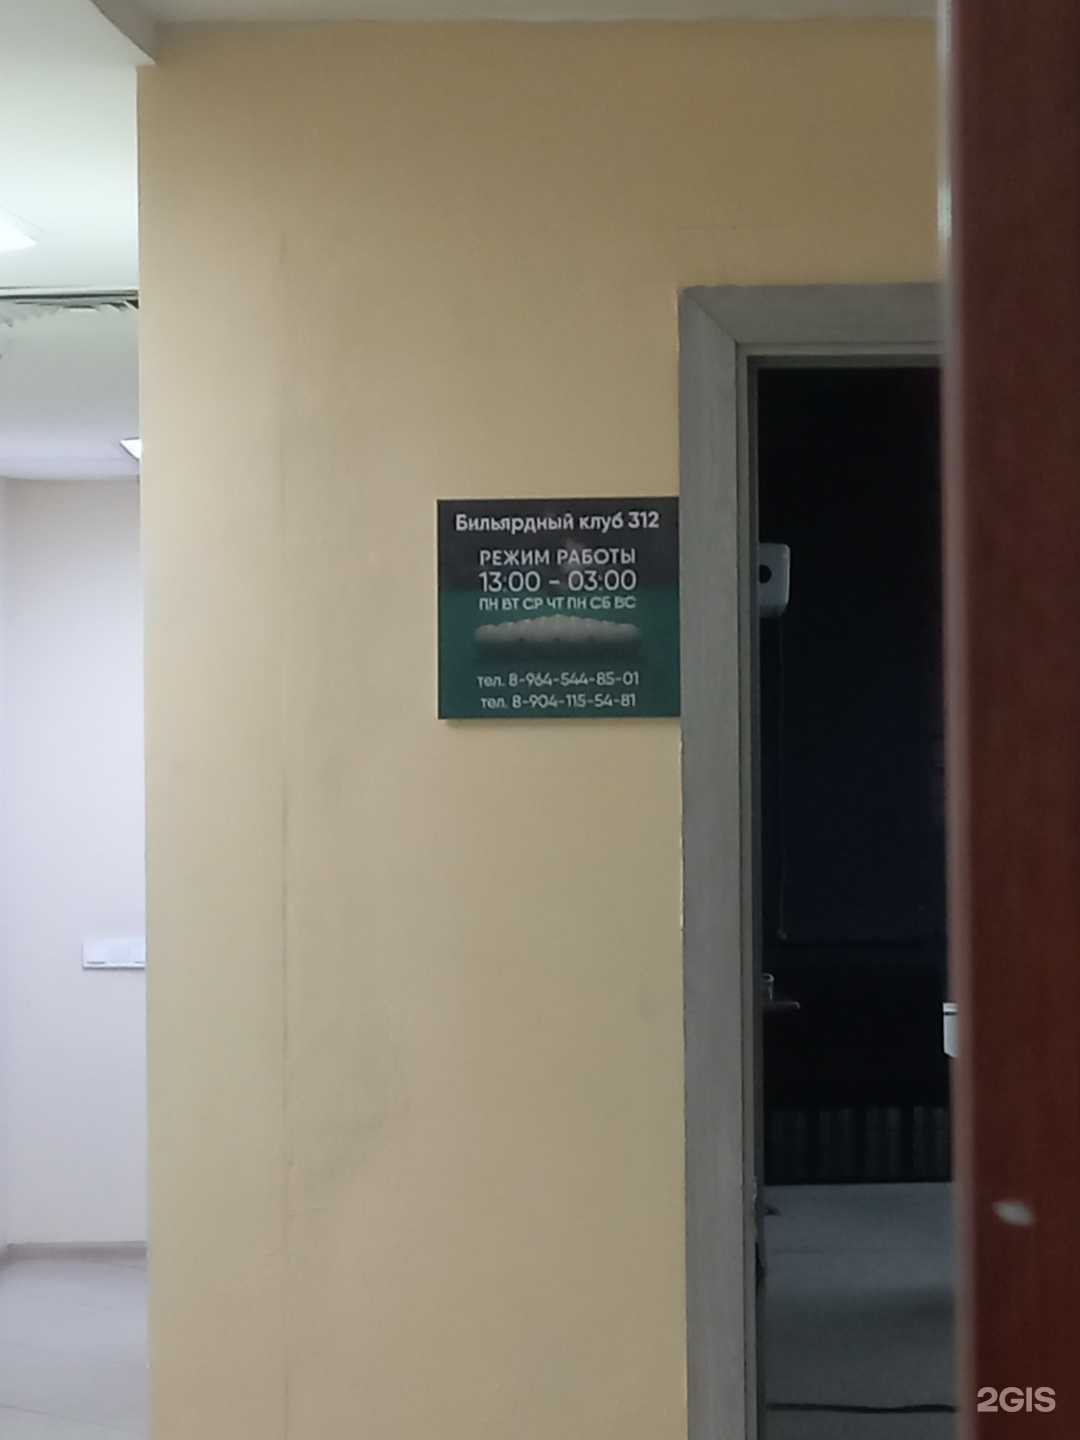 Бильярдный клуб 312
РЕЖИМ РАБОТЫ
13:00 - 03:00
ПН ВТ СР ЧТ ПН СБ ВС
тел. 8-964-544-85-01
тел. 8-904-115-54-81
2GIS